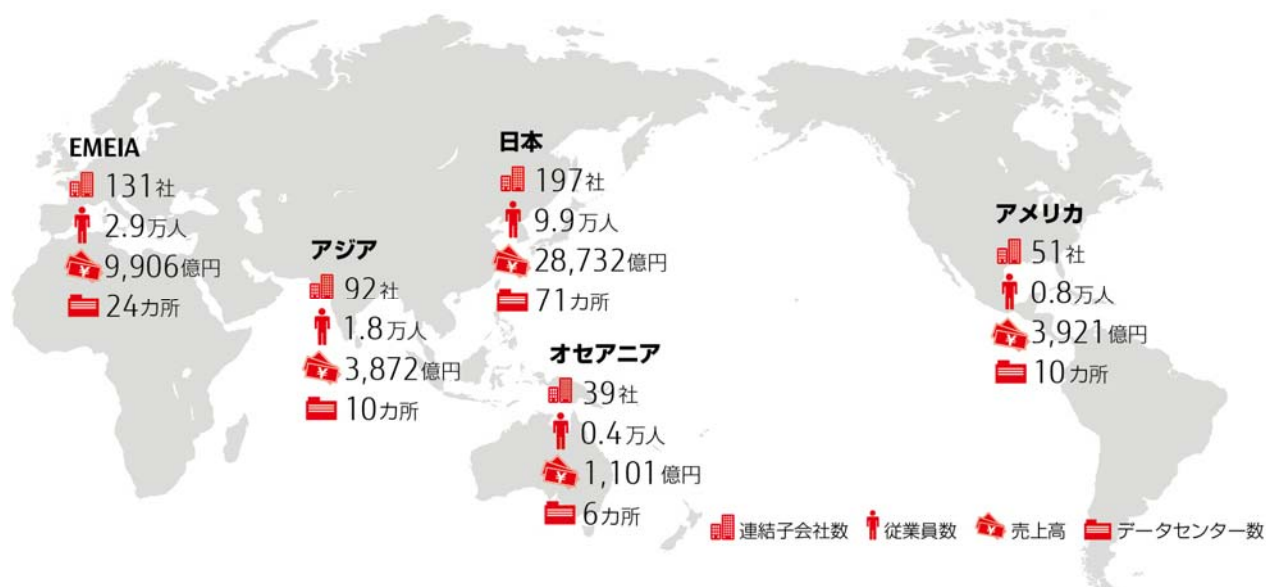 EMEIA
131社
2.9万人
9,906億円
24カ所
アジア
92社
1.8万人
3,872億円
10カ所
日本
197社
9.9万人
28,732億円
71カ所
オセアニア
39社
0.4万人
1,101億円
6カ所
アメリカ
51社
0.8万人
3,921億円
10カ所
連結子会社数 従業員数 売上高 データセンター数